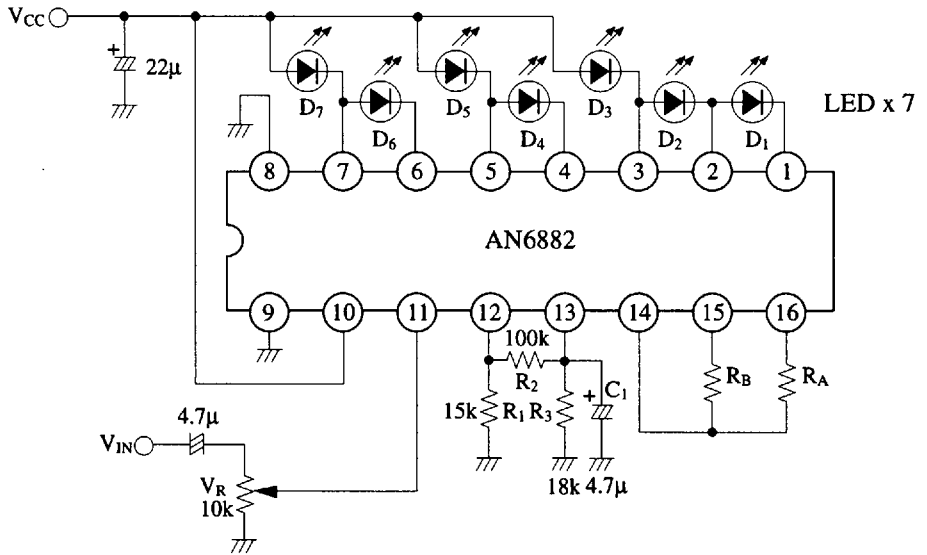 VCC
22µ
D7
D6
D5
D4
D3
D2
D1
LED x 7
8 7 6 5 4 3 2 1
AN6882
9 10 11 12 13 14 15 16
100k
R2
15k R1 R3
C1
RB
RA
18k 4.7µ
4.7µ
VIN
VR
10k